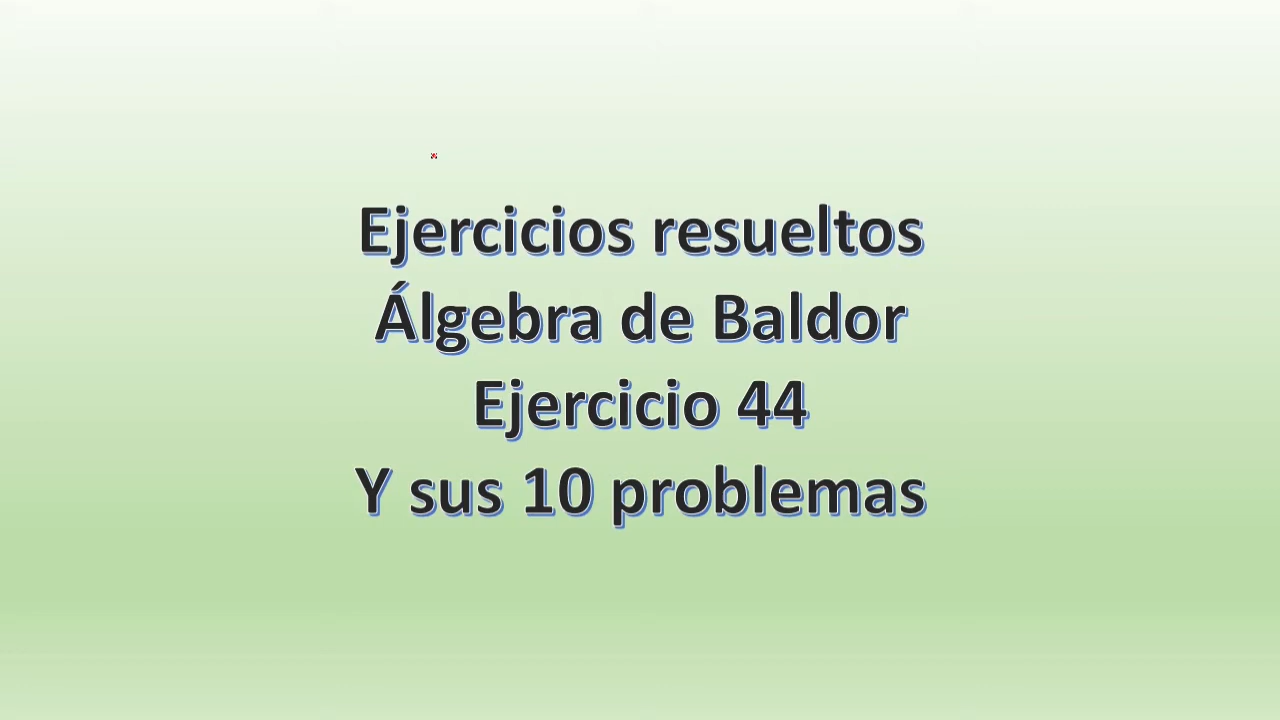 Ejercicios resueltos
Álgebra de Baldor
Ejercicio 44
Y sus 10 problemas